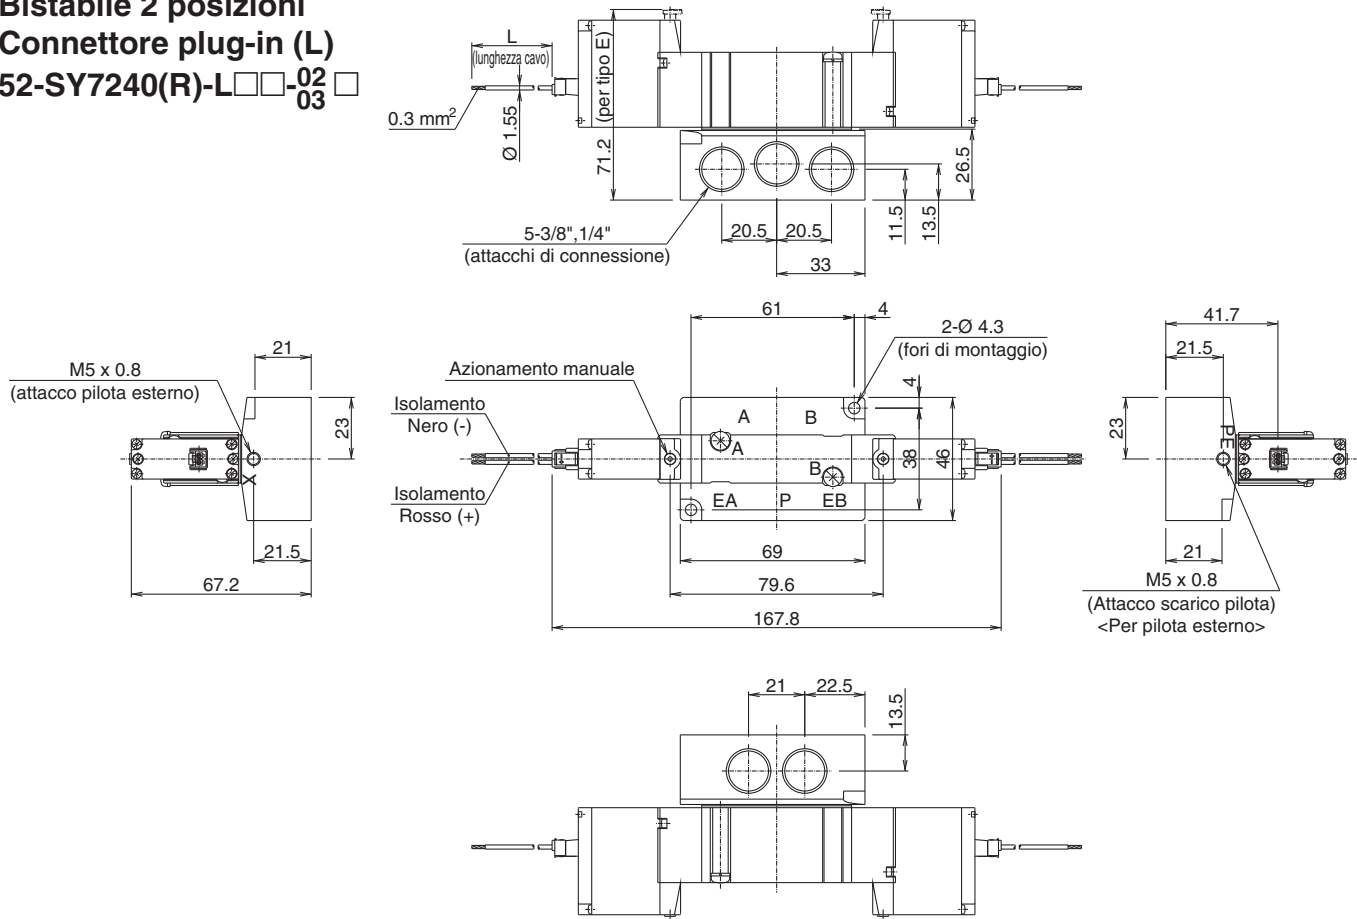 Bistabile 2 posizioni
Connettore plug-in (L)
52-SY7240(R)-L□□-02 □
03
L
(lunghezza cavo)
0.3 mm²
Ø 1.55
(per tipo E)
71.2
5-3/8",1/4"
(attacchi di connessione)
20.5
20.5
33
11.5
13.5
26.5
M5 x 0.8
(attacco pilota esterno)
21
23
X
21.5
67.2
Azionamento manuale
Isolamento
Nero (-)
Isolamento
Rosso (+)
61
4
2-Ø 4.3
(fori di montaggio)
4
A
B
A
B
EA
P
EB
38
46
69
79.6
167.8
41.7
21.5
23
PE
21
M5 x 0.8
(Attacco scarico pilota)
<Per pilota esterno>
21
22.5
13.5